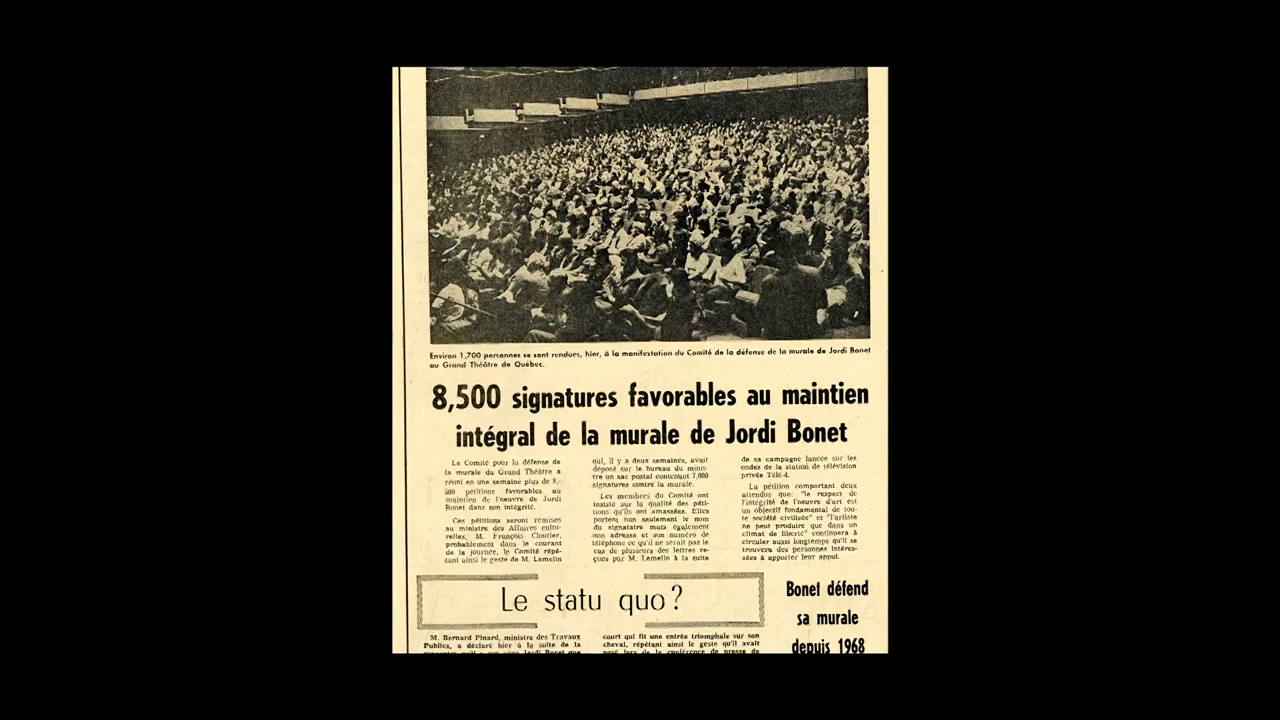 Environ 1,700 personnes se sont rendues, hier, à la manifestation du Comité de la défense de la murale de Jordi Bonet
au Grand Théâtre de Québec.
8,500 signatures favorables au maintien
intégral de la murale de Jordi Bonet
Le Comité pour la défense de
la murale du Grand Théâtre a
réuni en une semaine plus de 8,-
500 pétitions favorables au
maintien de l'oeuvre de Jordi
Bonet dans son intégrité.
Ces pétitions seront remises
au ministre des Affaires cultu-
relles, M. François Cloutier,
probablement dans le courant
de la journée, le Comité répé-
tant ainsi le geste de M. Lemelin
qui, il y a deux semaines, avait
déposé sur le bureau du minis-
tre un sac postal contenant 7,000
signatures contre la murale.
Les membres du Comité ont
insisté sur la qualité des péti-
tions qu'ils ont amassées. Elles
portent non seulement le nom
du signataire mais également
son adresse et son numéro de
téléphone ce qu'il ne serait pas le
cas de plusieurs des lettres re-
çues par M. Lemelin à la suite
de sa campagne lancée sur les
ondes de la station de télévision
privée Télé-4.
La pétition comportant deux
attendus que: "le respect de
l'intégrité de l'oeuvre d'art est
un objectif fondamental de tou-
te société civilisée" et "l'artiste
ne peut produire que dans un
climat de liberté" continuera à
circuler aussi longtemps qu'il se
trouvera des personnes intéres-
sées à apporter leur appui.
Le statu quo?
M. Bernard Pinard, ministre des Travaux
Publics, a déclaré hier à la suite de la
court qui fit une entrée triomphale sur son
cheval, répétant ainsi le geste qu'il avait
posé lors de la conférence de presse de
Bonet défend
sa murale
depuis 1968